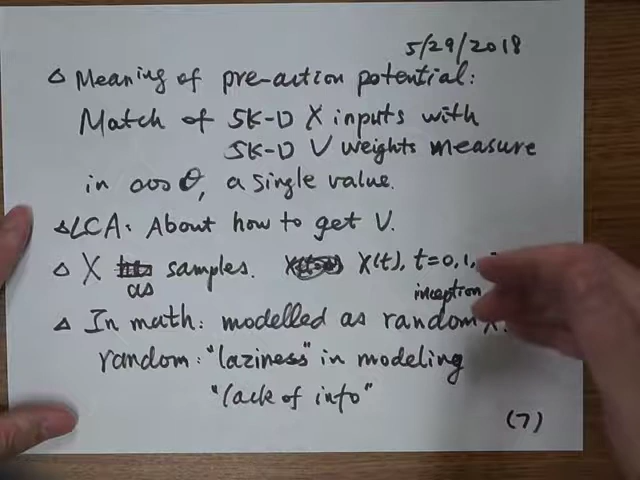 5/29/2018
△ Meaning of pre-action potential:
Match of 5K-D X inputs with
5K-D V weights measure
in cos θ, a single value.
△ LCA: About how to get V.
△ X as samples. X(t), t=0,1,
inception
△ In math: modelled as random X.
random: "laziness" in modeling
"lack of info"
(7)